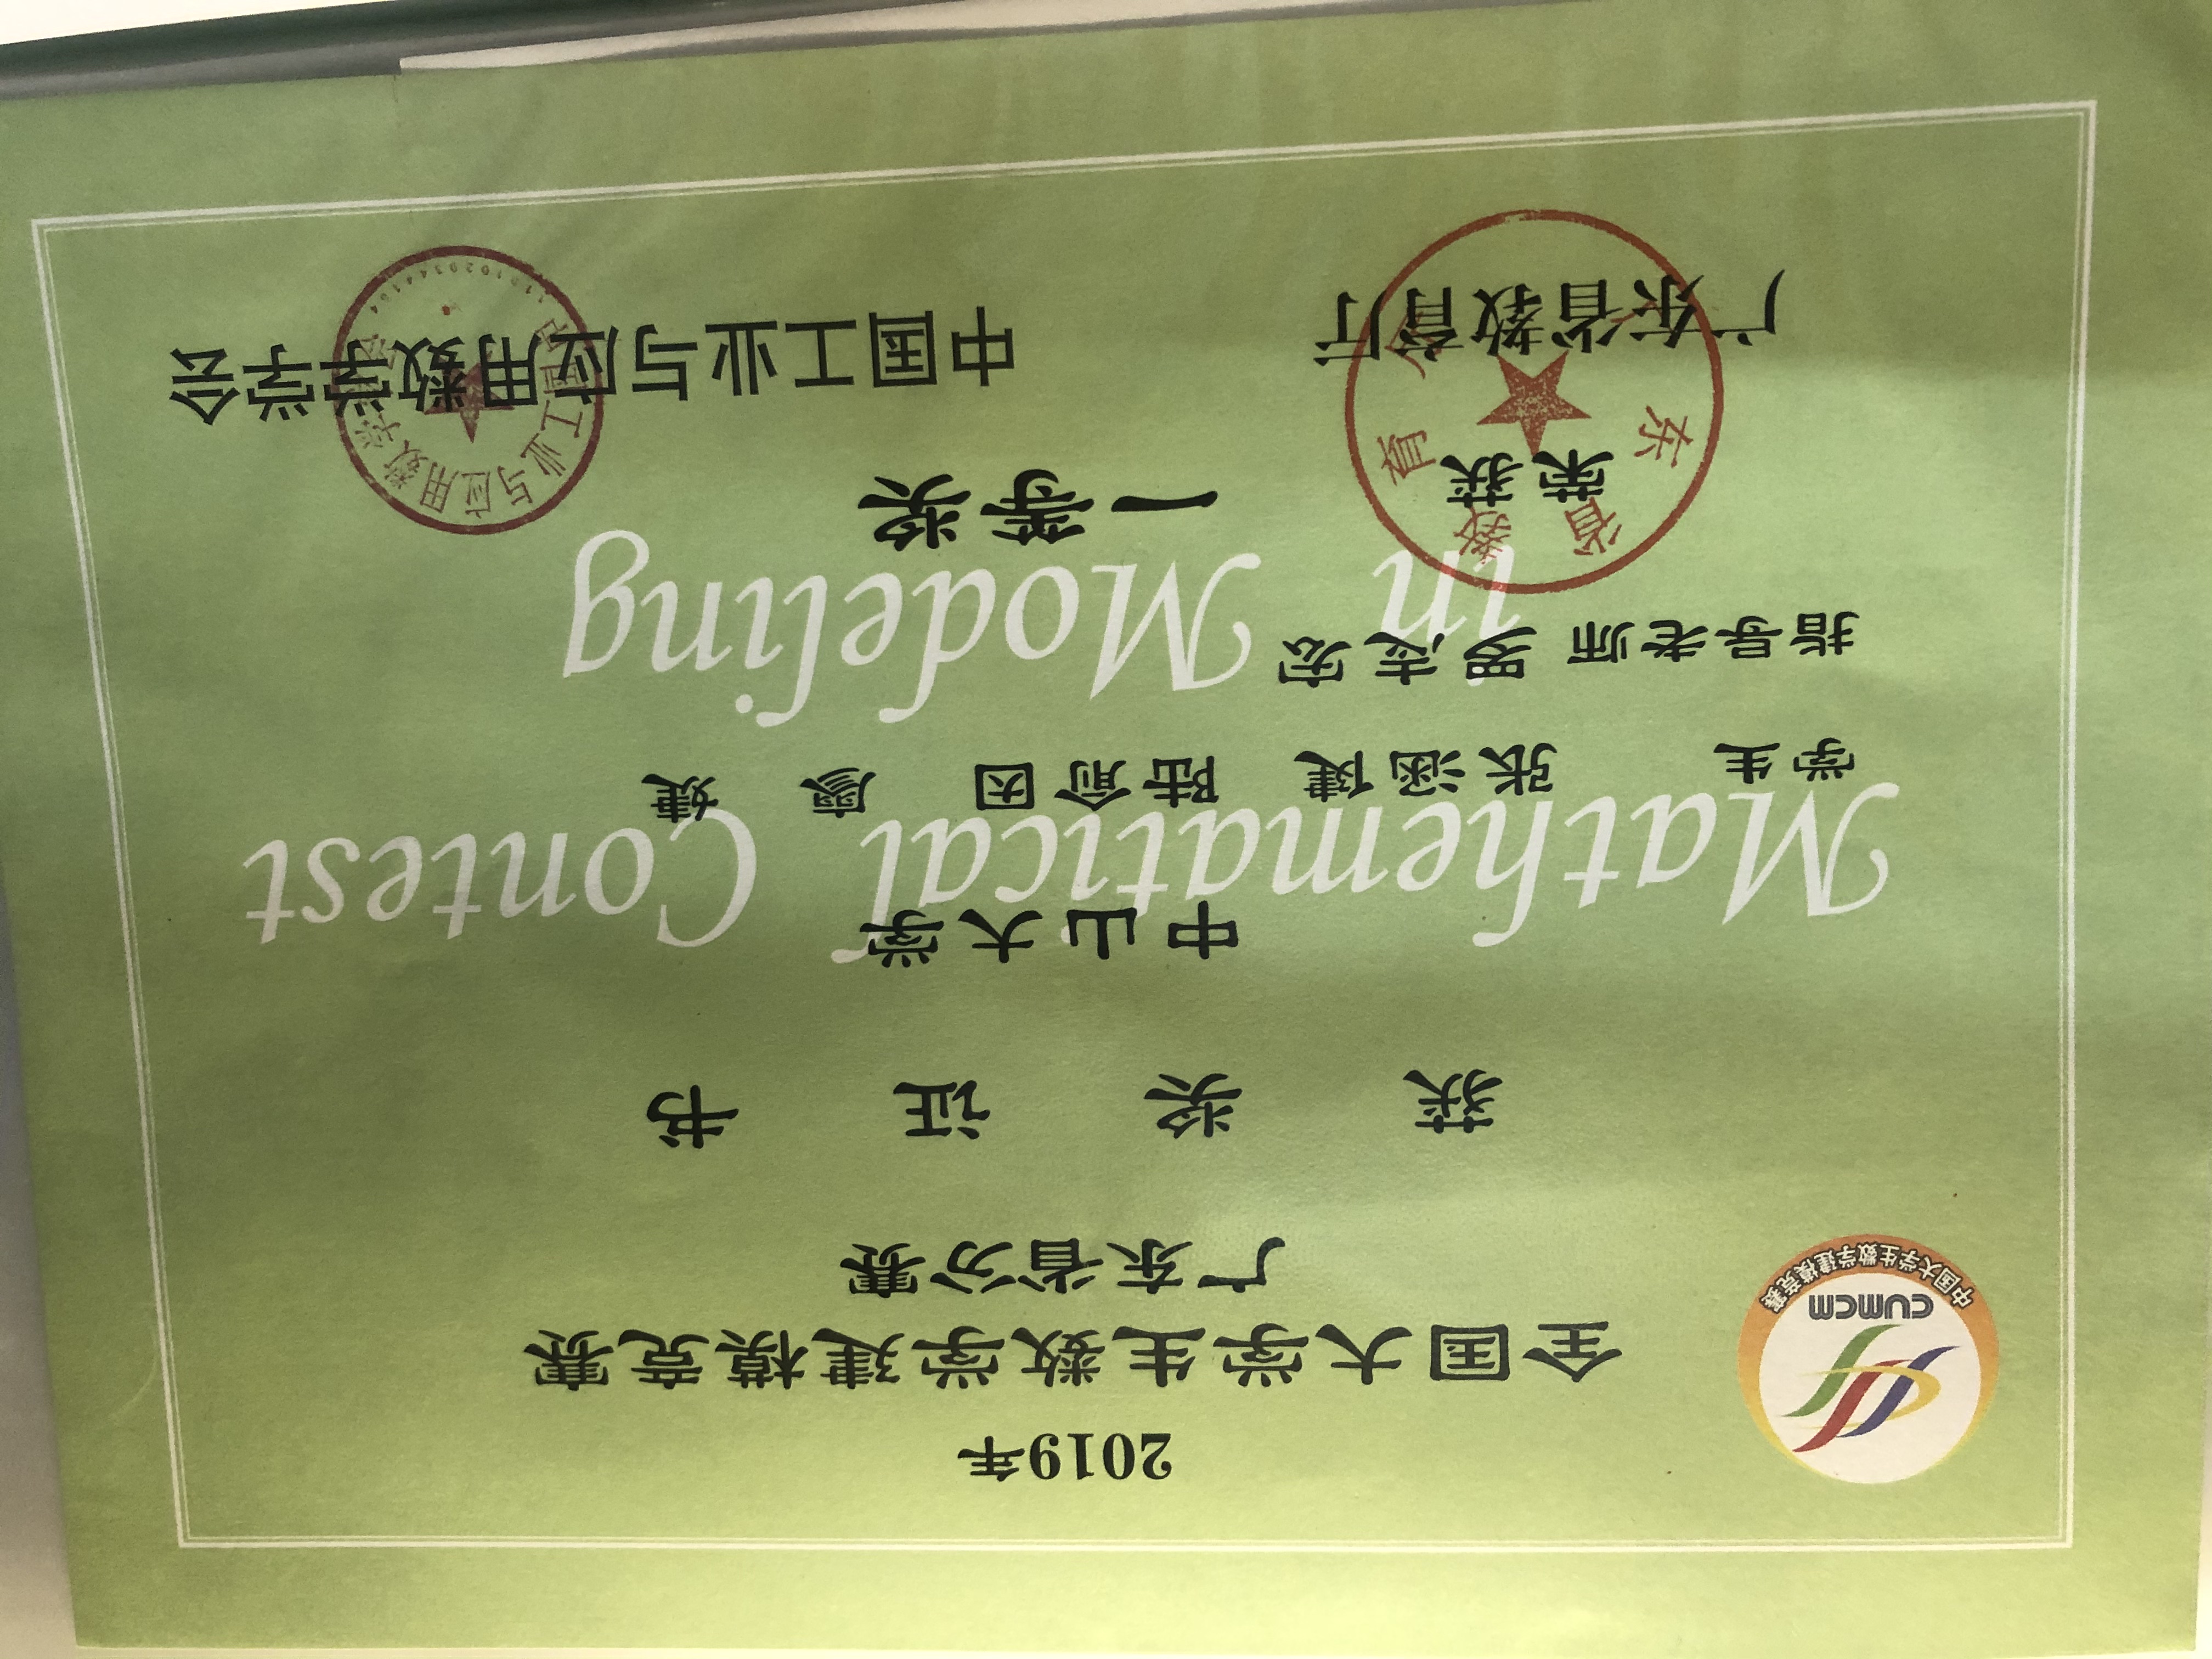 CUMCM
中国大学生数学建模竞赛
2019年
全国大学生数学建模竞赛
广东省分赛
获奖证书
中山大学
Mathematical Contest
学生 张涵健 陆俞因 廖婕
in Modeling
指导老师 罗志宏
荣获 一等奖
东省教育
工业与应用数学
广东省教育厅
中国工业与应用数学学会